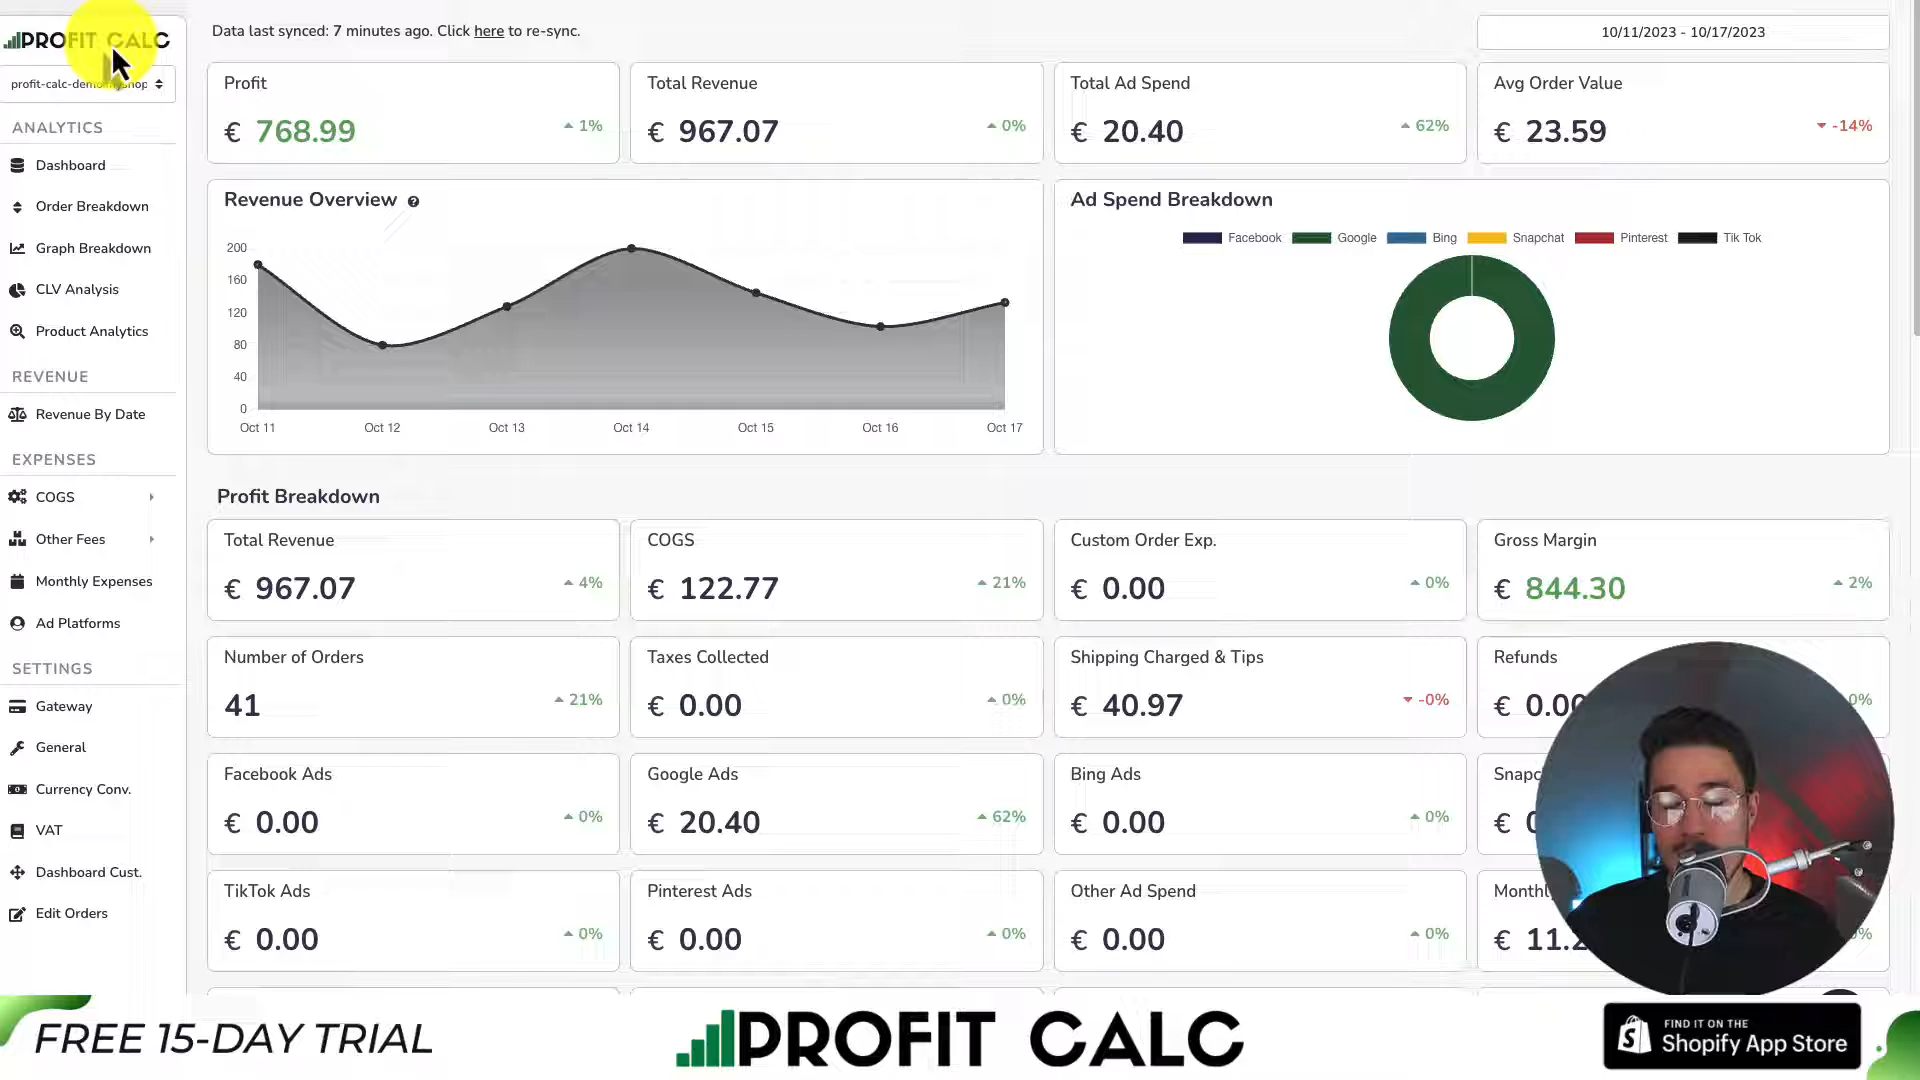 PROFIT CALC
Data last synced: 7 minutes ago. Click here to re-sync.
10/11/2023 - 10/17/2023
ANALYTICS
Dashboard
Order Breakdown
Graph Breakdown
CLV Analysis
Product Analytics
REVENUE
Revenue By Date
EXPENSES
COGS
Other Fees
Monthly Expenses
Ad Platforms
SETTINGS
Gateway
General
Currency Conv.
VAT
Dashboard Cust.
Edit Orders
Profit
€ 768.99
1%
Total Revenue
€ 967.07
0%
Total Ad Spend
€ 20.40
62%
Avg Order Value
€ 23.59
-14%
Revenue Overview
200
160
120
80
40
0
Oct 11
Oct 12
Oct 13
Oct 14
Oct 15
Oct 16
Oct 17
Ad Spend Breakdown
Facebook
Google
Bing
Snapchat
Pinterest
Tik Tok
Profit Breakdown
Total Revenue
€ 967.07
4%
COGS
€ 122.77
21%
Custom Order Exp.
€ 0.00
0%
Gross Margin
€ 844.30
2%
Number of Orders
41
21%
Taxes Collected
€ 0.00
0%
Shipping Charged & Tips
€ 40.97
-0%
Refunds
€ 0.00
0%
Facebook Ads
€ 0.00
0%
Google Ads
€ 20.40
62%
Bing Ads
€ 0.00
0%
€
TikTok Ads
€ 0.00
0%
Pinterest Ads
€ 0.00
0%
Other Ad Spend
€ 0.00
0%
€
FREE 15-DAY TRIAL
PROFIT CALC
FIND IT ON THE
Shopify App Store